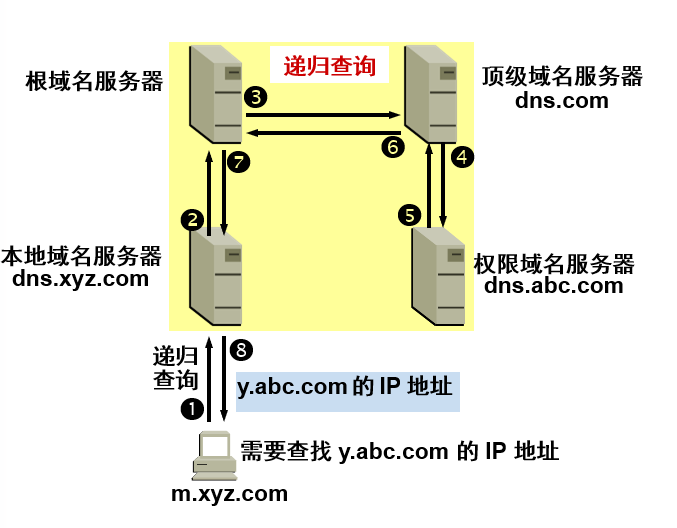 递归查询
根域名服务器
顶级域名服务器
dns.com
❸
❻
❼
❹
❷
❺
本地域名服务器
dns.xyz.com
权限域名服务器
dns.abc.com
递归
查询
❽
y.abc.com 的 IP 地址
❶
需要查找 y.abc.com 的 IP 地址
m.xyz.com